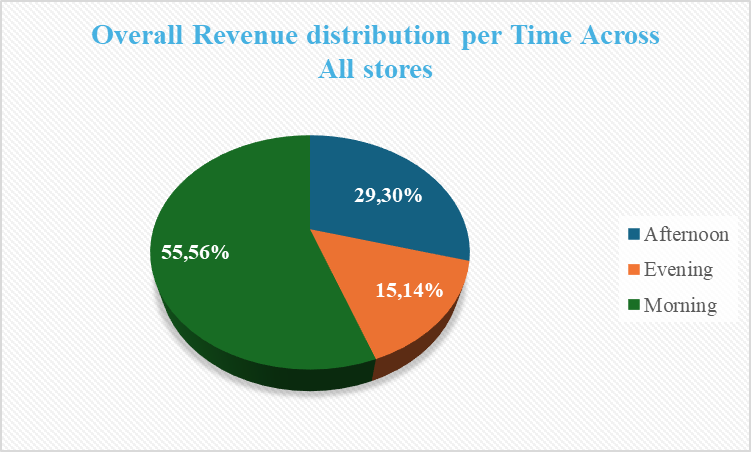 Overall Revenue distribution per Time Across
All stores
29,30%
55,56%
15,14%
Afternoon
Evening
Morning